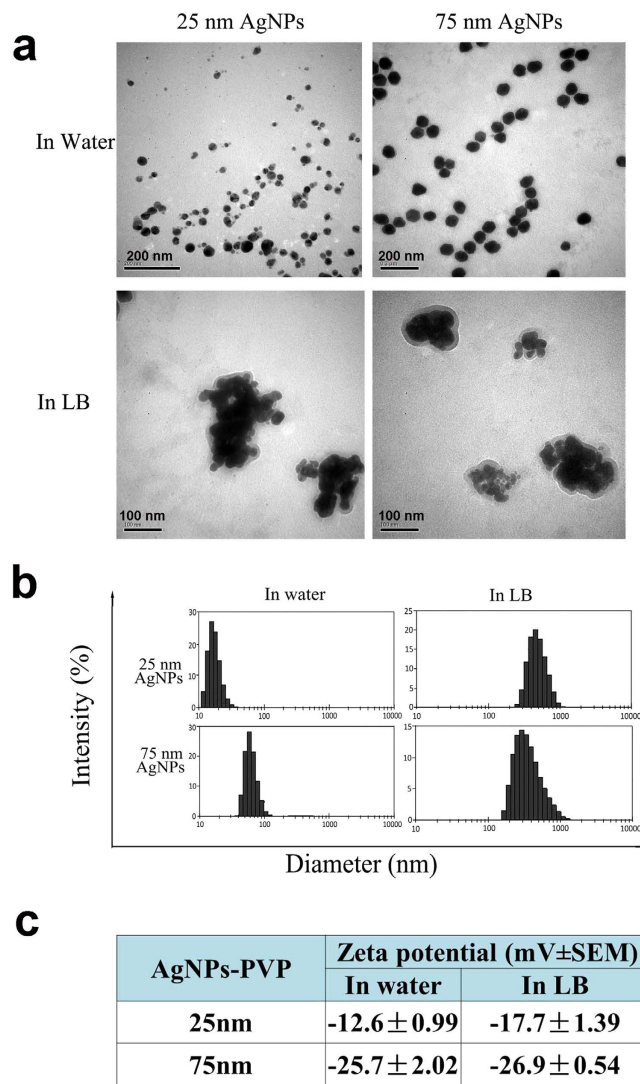 25 nm AgNPs 75 nm AgNPs
a
In Water
200 nm
200 nm
In LB
100 nm
100 nm
100 nm
100 nm
b
In water In LB
Intensity (%)
25 nm
AgNPs
30
20
10
0
10 100 1000 10000
25
20
15
10
5
0
10 100 1000 10000
75 nm
AgNPs
30
20
10
0
10 100 1000 10000
15
10
5
0
10 100 1000 10000
Diameter (nm)
c
AgNPs-PVP
Zeta potential (mV±SEM)
In water In LB
25nm -12.6±0.99 -17.7±1.39
75nm -25.7±2.02 -26.9±0.54